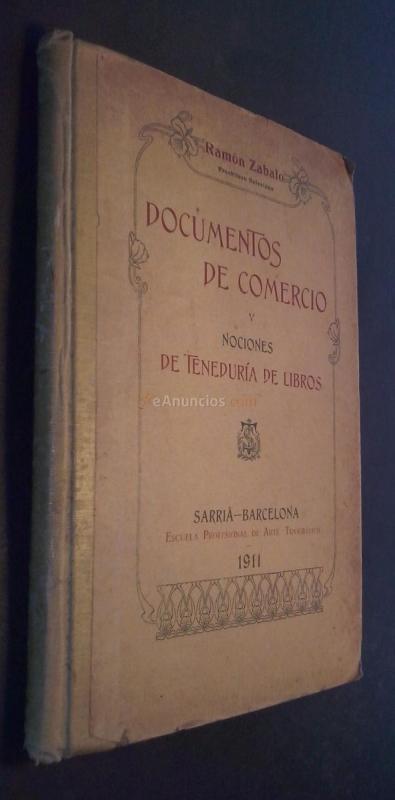 Ramón Zabalo
Presbítero Salesiano
DOCUMENTOS
DE COMERCIO
Y
NOCIONES
DE TENEDURÍA DE LIBROS
eAnuncios.com
SARRIÁ–BARCELONA
ESCUELA PROFESIONAL DE ARTE TIPOGRÁFICO
1911